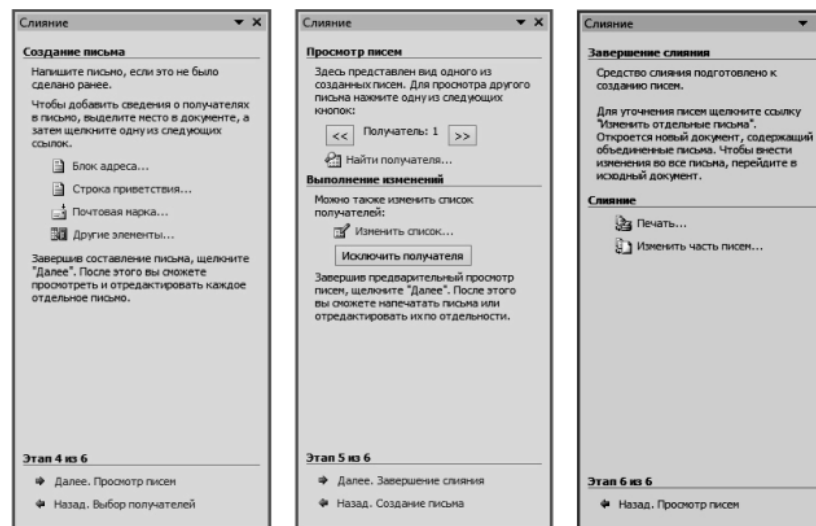 Слияние
Создание письма
Напишите письмо, если это не было
сделано ранее.
Чтобы добавить сведения о получателях
в письмо, выделите место в документе, а
затем щелкните одну из следующих
ссылок.
Блок адреса...
Строка приветствия...
Почтовая марка...
Другие элементы...
Завершив составление письма, щелкните
"Далее". После этого вы сможете
просмотреть и отредактировать каждое
отдельное письмо.
Этап 4 из 6
Далее. Просмотр писем
Назад. Выбор получателей
Слияние
Просмотр писем
Здесь представлен вид одного из
созданных писем. Для просмотра другого
письма нажмите одну из следующих
кнопок:
<< Получатель: 1 >>
Найти получателя...
Выполнение изменений
Можно также изменить список
получателей:
Изменить список...
Исключить получателя
Завершив предварительный просмотр
писем, щелкните "Далее". После этого
вы сможете напечатать письма или
отредактировать их по отдельности.
Этап 5 из 6
Далее. Завершение слияния
Назад. Создание письма
Слияние
Завершение слияния
Средство слияния подготовлено к
созданию писем.
Для уточнения писем щелкните ссылку
"Изменить отдельные письма".
Откроется новый документ, содержащий
объединенные письма. Чтобы внести
изменения во все письма, перейдите в
исходный документ.
Слияние
Печать...
Изменить часть писем...
Этап 6 из 6
Назад. Просмотр писем